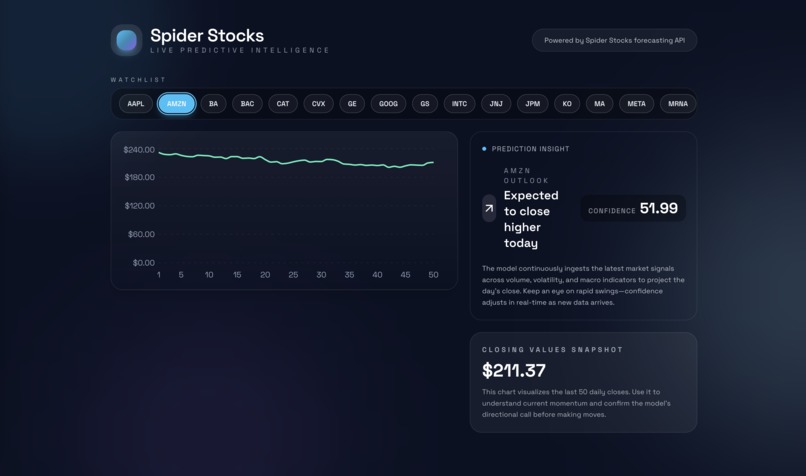 Spider Stocks
LIVE PREDICTIVE INTELLIGENCE
Powered by Spider Stocks forecasting API
WATCHLIST
AAPL AMZN BA BAC CAT CVX GE GOOG GS INTC JNJ JPM KO MA META MRNA
$240.00
$180.00
$120.00
$60.00
$0.00
1 5 10 15 20 25 30 35 40 45 50
PREDICTION INSIGHT
AMZN
OUTLOOK
Expected
to close
higher
today
CONFIDENCE 51.99
The model continuously ingests the latest market signals
across volume, volatility, and macro indicators to project the
day's close. Keep an eye on rapid swings—confidence
adjusts in real-time as new data arrives.
CLOSING VALUES SNAPSHOT
$211.37
This chart visualizes the last 50 daily closes. Use it to
understand current momentum and confirm the model's
directional call before making moves.